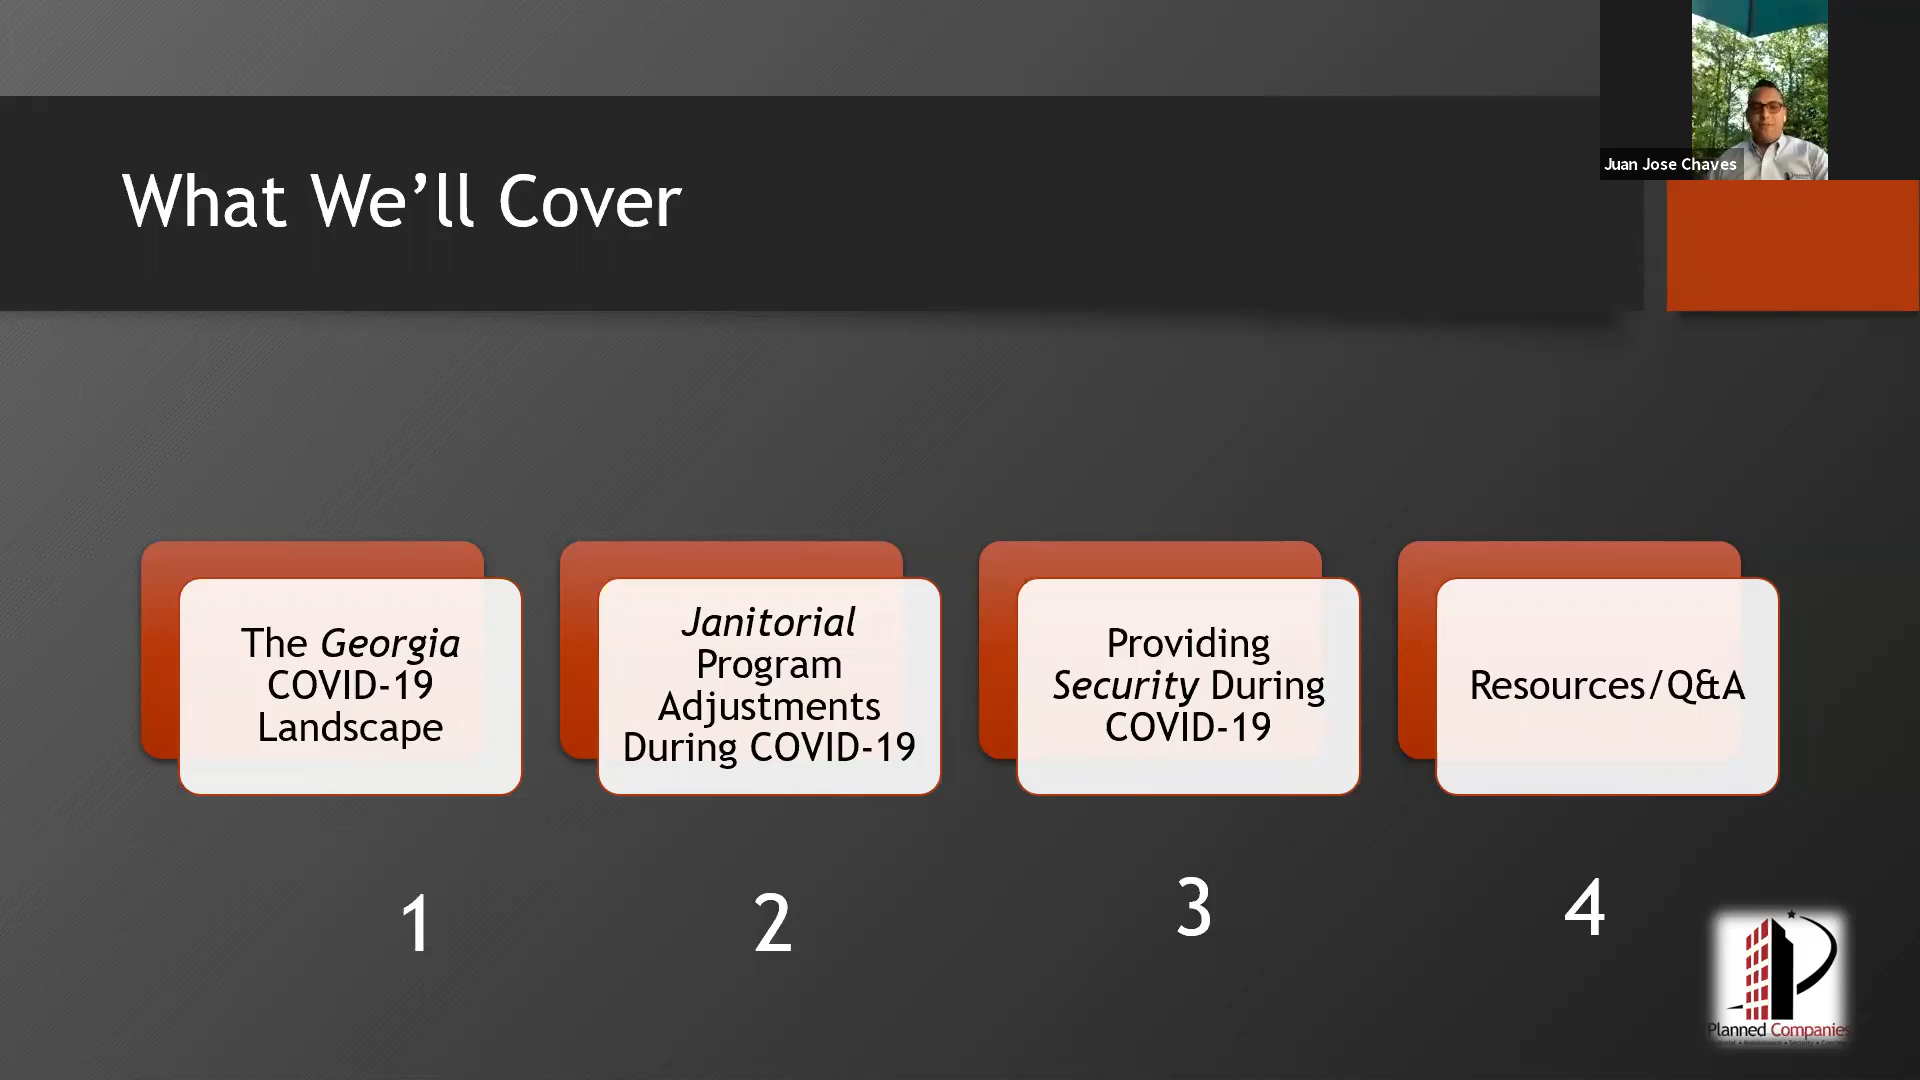 Juan Jose Chaves
What We’ll Cover
The Georgia
COVID-19
Landscape
Janitorial
Program
Adjustments
During COVID-19
Providing
Security During
COVID-19
Resources/Q&A
1
2
3
4
Planned Companies